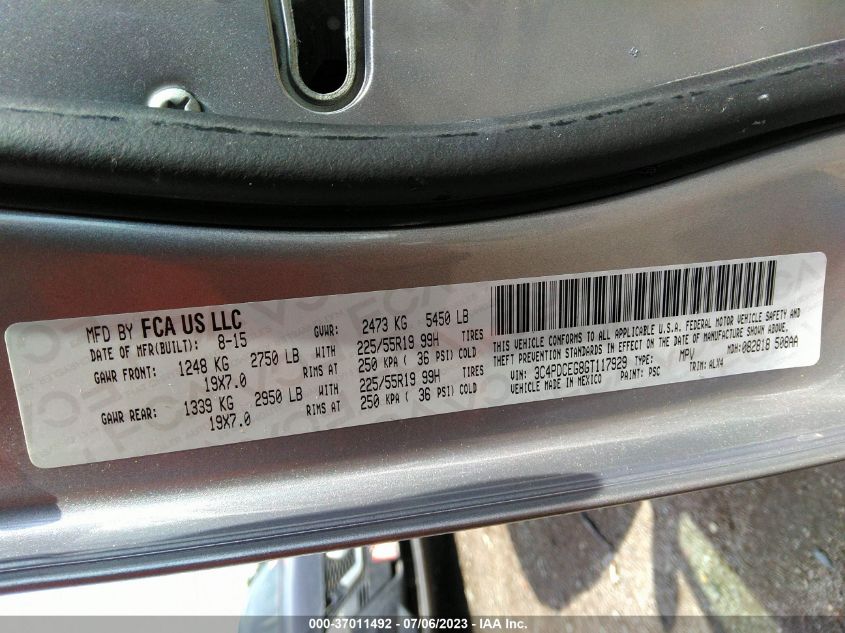 MFD BY FCA US LLC
DATE OF MFR(BUILT): 8-15 GVWR: 2473 KG 5450 LB
GAWR FRONT: 1248 KG 2750 LB WITH 225/55R19 99H TIRES
19X7.0 RIMS AT 250 KPA ( 36 PSI) COLD
GAWR REAR: 1339 KG 2950 LB WITH 225/55R19 99H TIRES
19X7.0 RIMS AT 250 KPA ( 36 PSI) COLD
THIS VEHICLE CONFORMS TO ALL APPLICABLE U.S.A. FEDERAL MOTOR VEHICLE SAFETY AND
THEFT PREVENTION STANDARDS IN EFFECT ON THE DATE OF MANUFACTURE SHOWN ABOVE.
VIN: 3C4PDCEG8GT117929 TYPE: MPV MDH: 082818 508AA
VEHICLE MADE IN MEXICO PAINT: PSC TRIM: ALV4
000-37011492 - 07/06/2023 - © IAA, Inc.